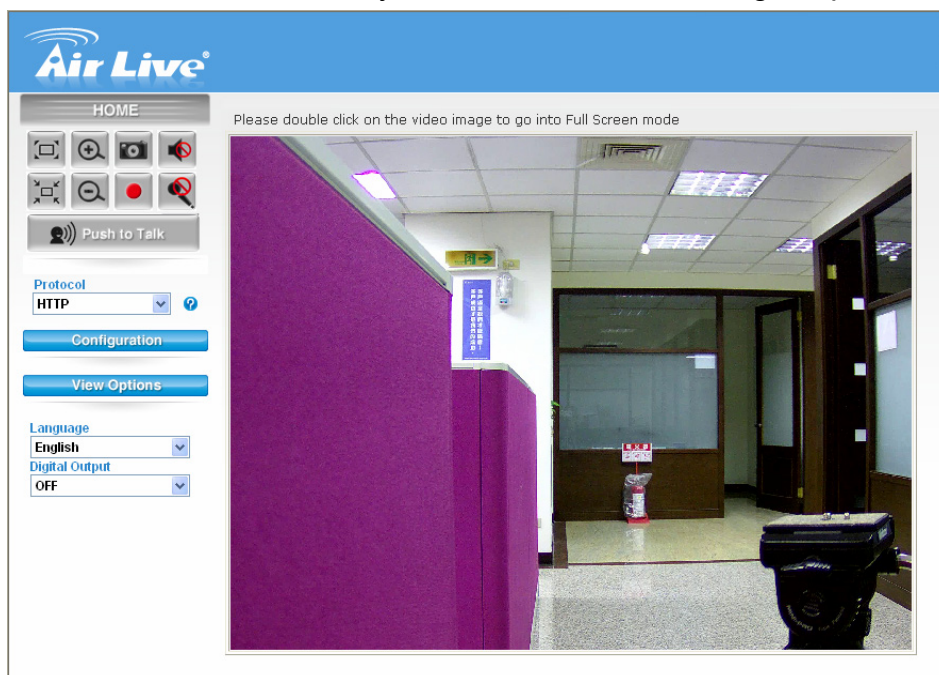 Air Live®
HOME
Please double click on the video image to go into Full Screen mode
Push to Talk
Protocol
HTTP
?
Configuration
View Options
Language
English
Digital Output
OFF